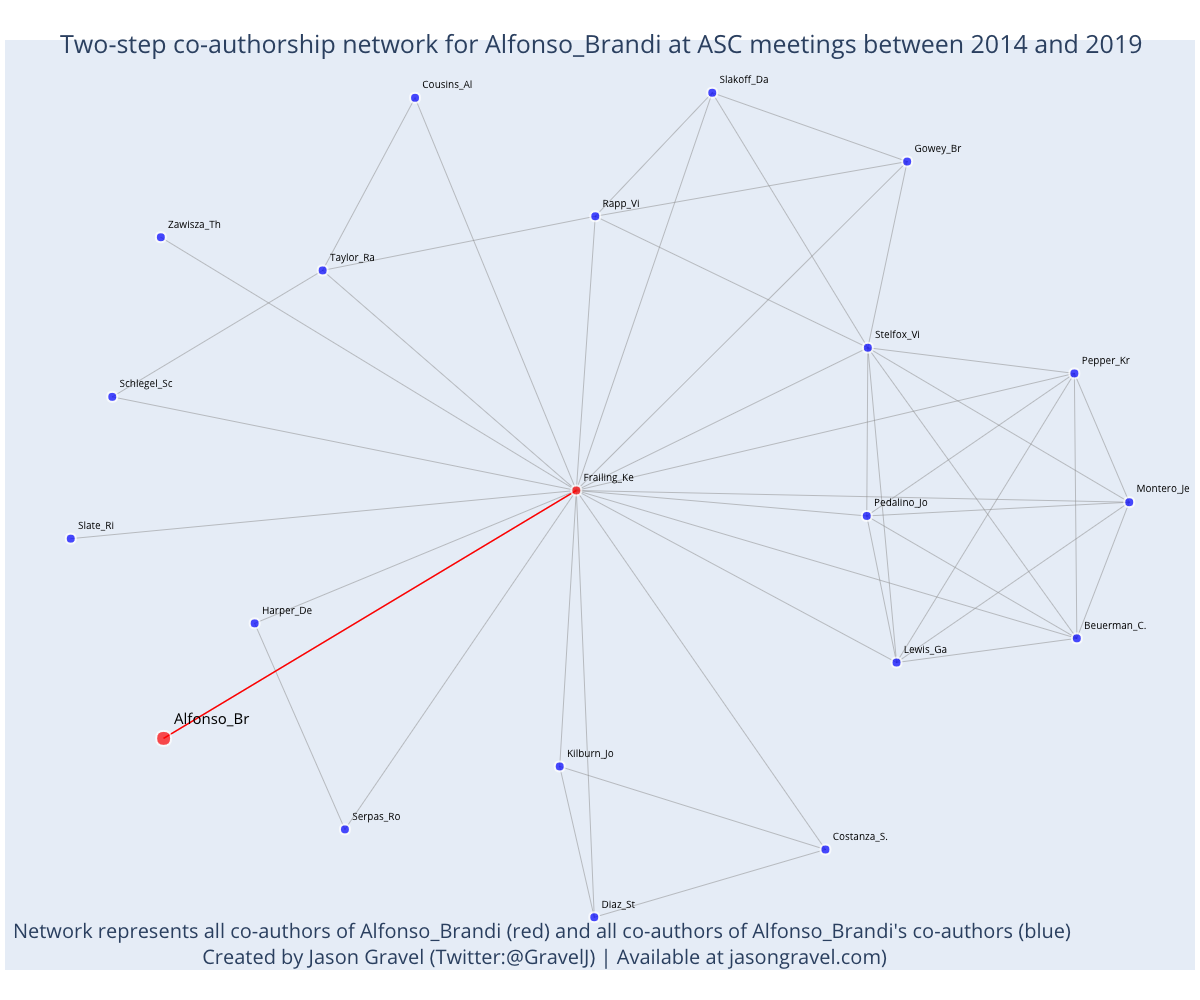 Two-step co-authorship network for Alfonso_Brandi at ASC meetings between 2014 and 2019
Slakoff_Da
Cousins_Al
Gowey_Br
Rapp_Vi
Zawisza_Th
Taylor_Ra
Stelfox_Vi
Pepper_Kr
Schlegel_Sc
Frailing_Ke
Montero_Je
Pedalino_Jo
Slate_Ri
Harper_De
Beuerman_C.
Lewis_Ga
Alfonso_Br
Kilburn_Jo
Serpas_Ro
Costanza_S.
Diaz_St
Network represents all co-authors of Alfonso_Brandi (red) and all co-authors of Alfonso_Brandi's co-authors (blue)
Created by Jason Gravel (Twitter:@GravelJ) | Available at jasongravel.com)